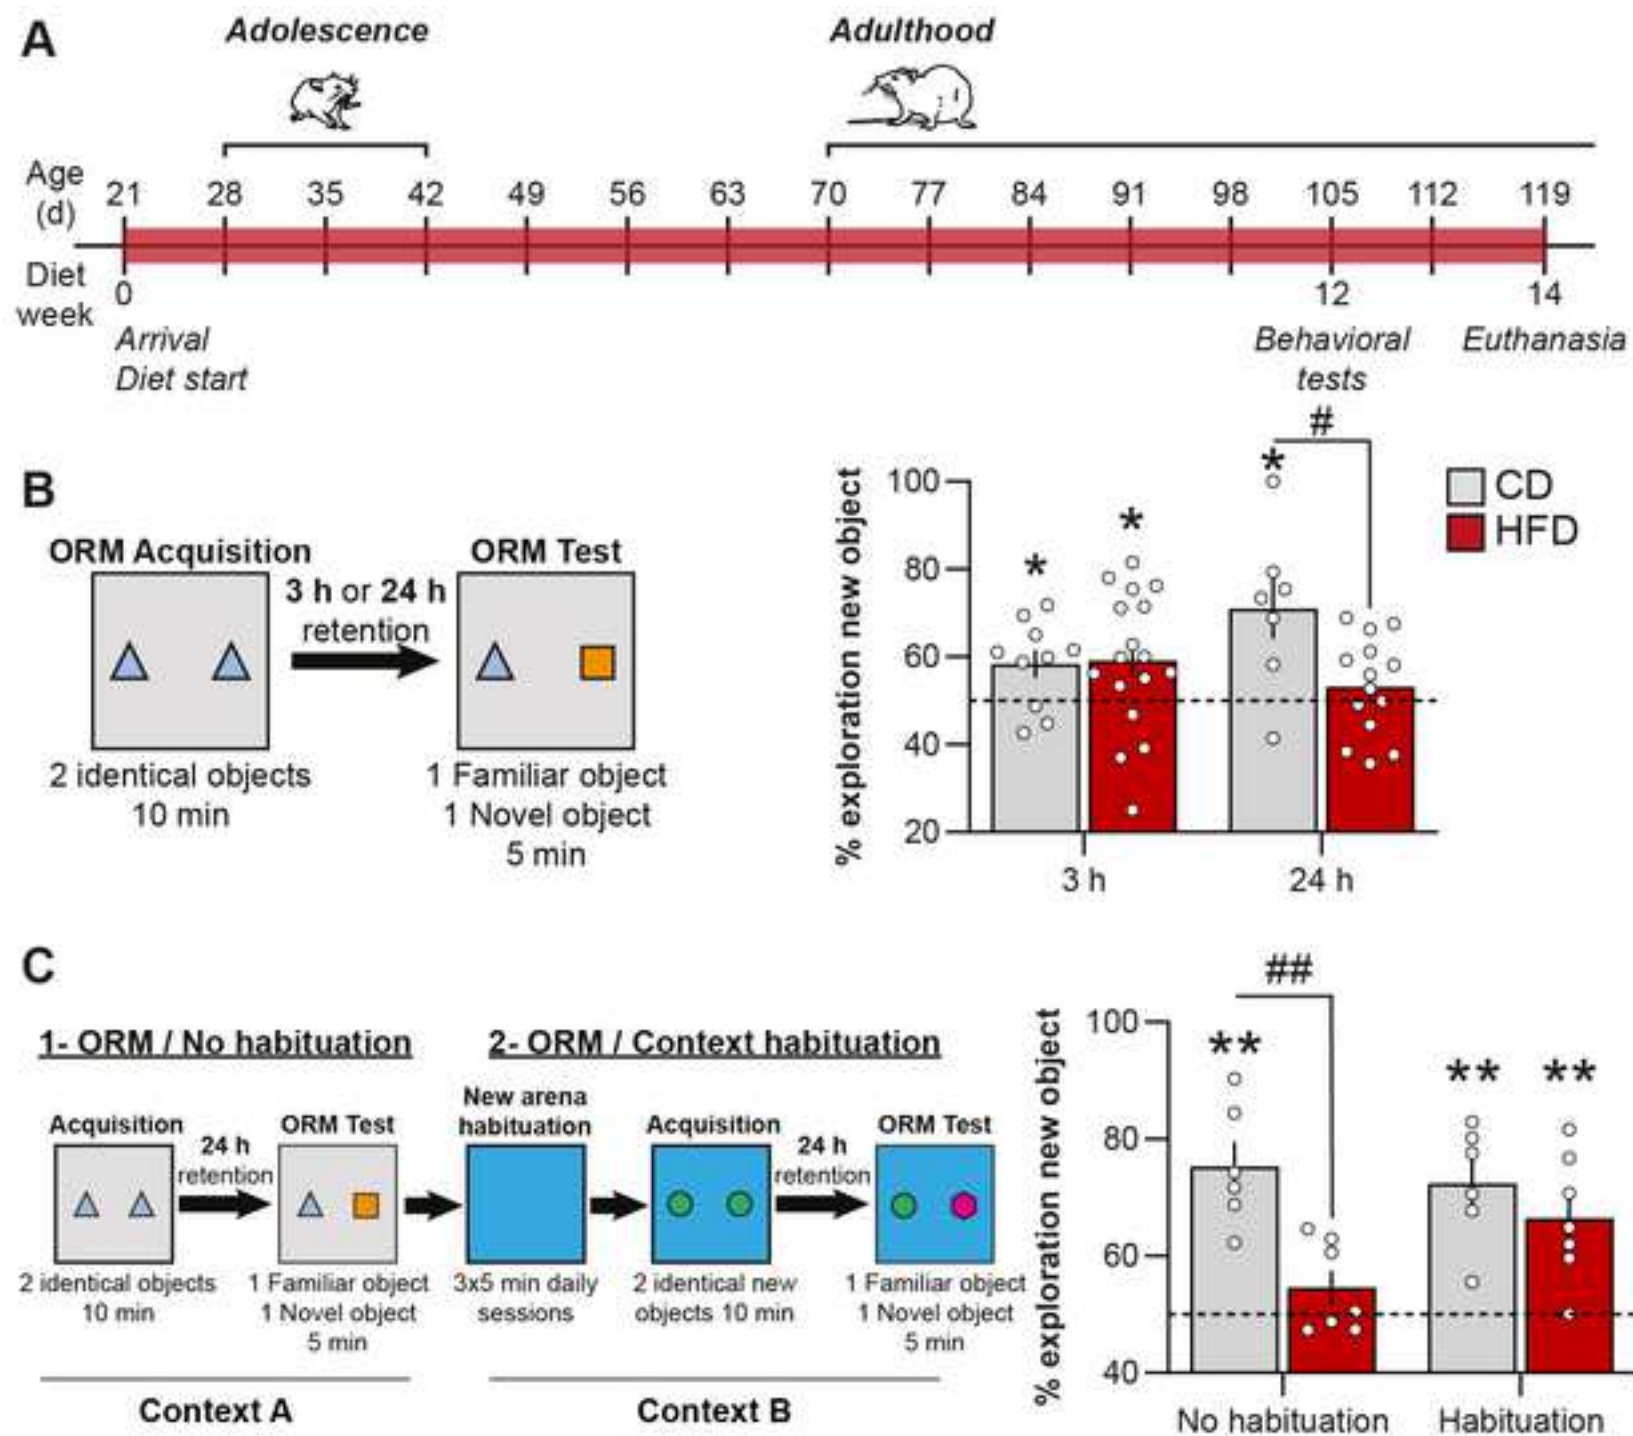 A
Adolescence
Adulthood
Age
(d)
21 28 35 42 49 56 63 70 77 84 91 98 105 112 119
Diet
week
0 12 14
Arrival
Diet start
Behavioral
tests
Euthanasia
B
ORM Acquisition
3 h or 24 h
retention
ORM Test
2 identical objects
10 min
1 Familiar object
1 Novel object
5 min
% exploration new object
100
80
60
40
20
*
*
*
#
3 h
24 h
CD
HFD
C
1- ORM / No habituation
2- ORM / Context habituation
Acquisition
24 h
retention
ORM Test
New arena
habituation
Acquisition
24 h
retention
ORM Test
2 identical objects
10 min
1 Familiar object
1 Novel object
5 min
3x5 min daily
sessions
2 identical new
objects 10 min
1 Familiar object
1 Novel object
5 min
Context A
Context B
% exploration new object
100
80
60
40
**
##
**
**
No habituation
Habituation